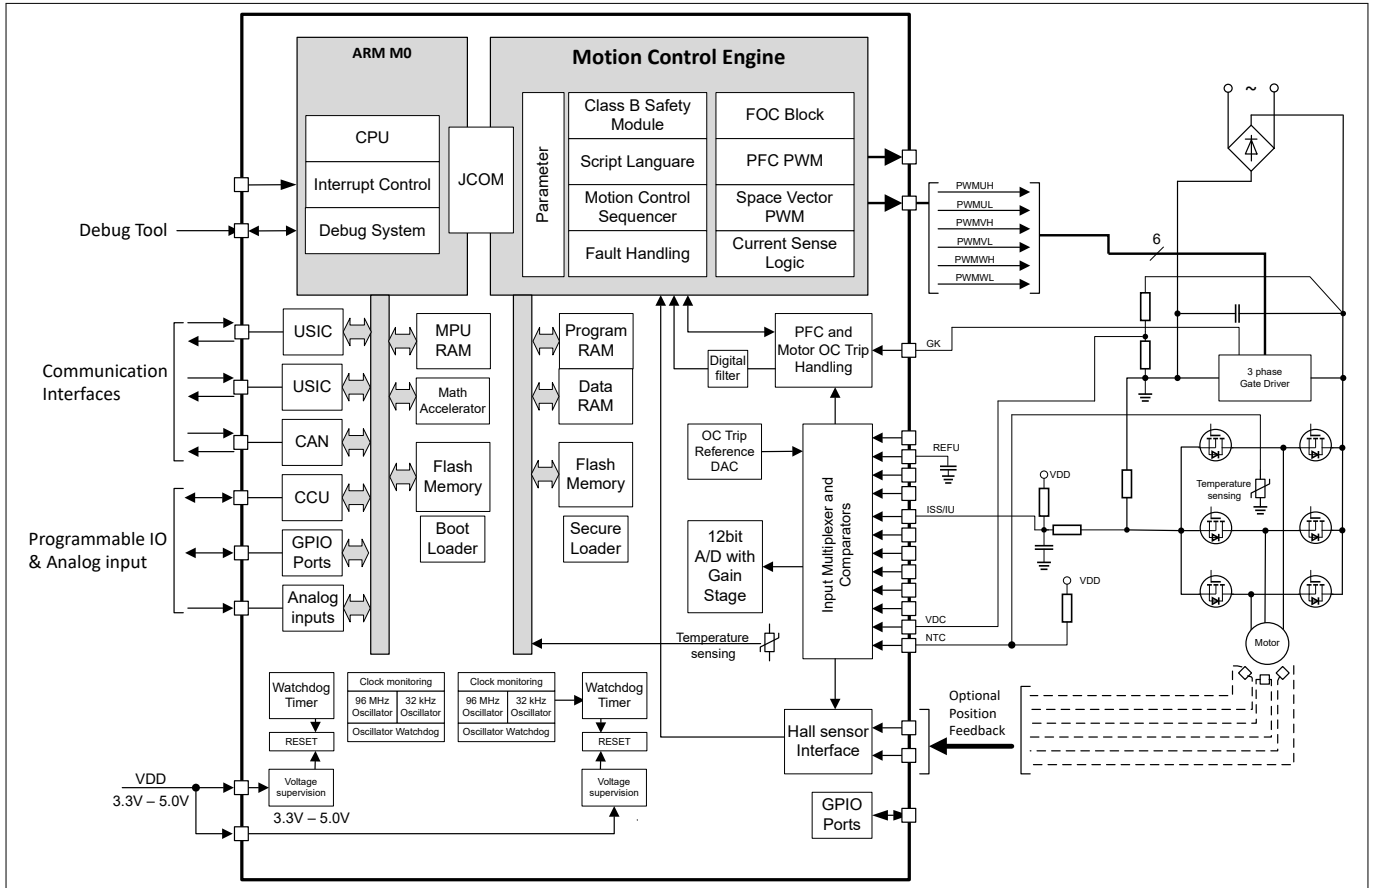 ARM M0
CPU
Interrupt Control
Debug System
JCOM
Motion Control Engine
Parameter
Class B Safety
Module
Script Languare
Motion Control
Sequencer
Fault Handling
FOC Block
PFC PWM
Space Vector
PWM
Current Sense
Logic
Debug Tool
Communication
Interfaces
Programmable IO
& Analog input
USIC
USIC
CAN
CCU
GPIO
Ports
Analog
inputs
MPU
RAM
Math
Accelerator
Flash
Memory
Boot
Loader
Program
RAM
Data
RAM
Flash
Memory
Secure
Loader
Digital
filter
PFC and
Motor OC Trip
Handling
OC Trip
Reference
DAC
12bit
A/D with
Gain
Stage
Input Multiplexer and
Comparators
Temperature
sensing
Hall sensor
Interface
GPIO
Ports
Watchdog
Timer
RESET
Voltage
supervision
3.3V – 5.0V
Clock monitoring
96 MHz
Oscillator
32 kHz
Oscillator
Oscillator Watchdog
Clock monitoring
96 MHz
Oscillator
32 kHz
Oscillator
Oscillator Watchdog
Watchdog
Timer
RESET
Voltage
supervision
VDD
3.3V – 5.0V
PWMUH
PWMUL
PWMVH
PWMVL
PWMWH
PWMWL
6
~
GK
REFU
ISS/IU
VDC
NTC
VDD
VDD
3 phase
Gate Driver
Temperature
sensing
Motor
Optional
Position
Feedback